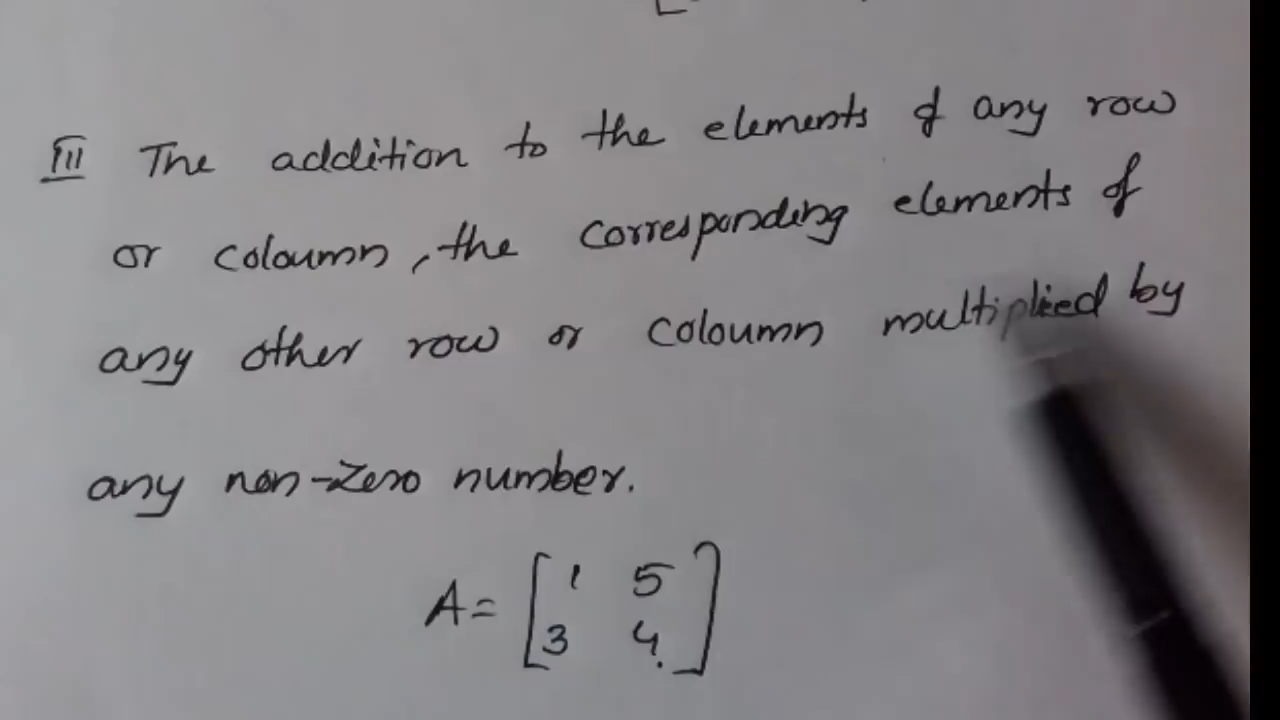 III The addition to the elements of any row
or coloumn, the corresponding elements of
any other row or coloumn multiplied by
any non-zero number.
A = [ 1 5
3 4 ]